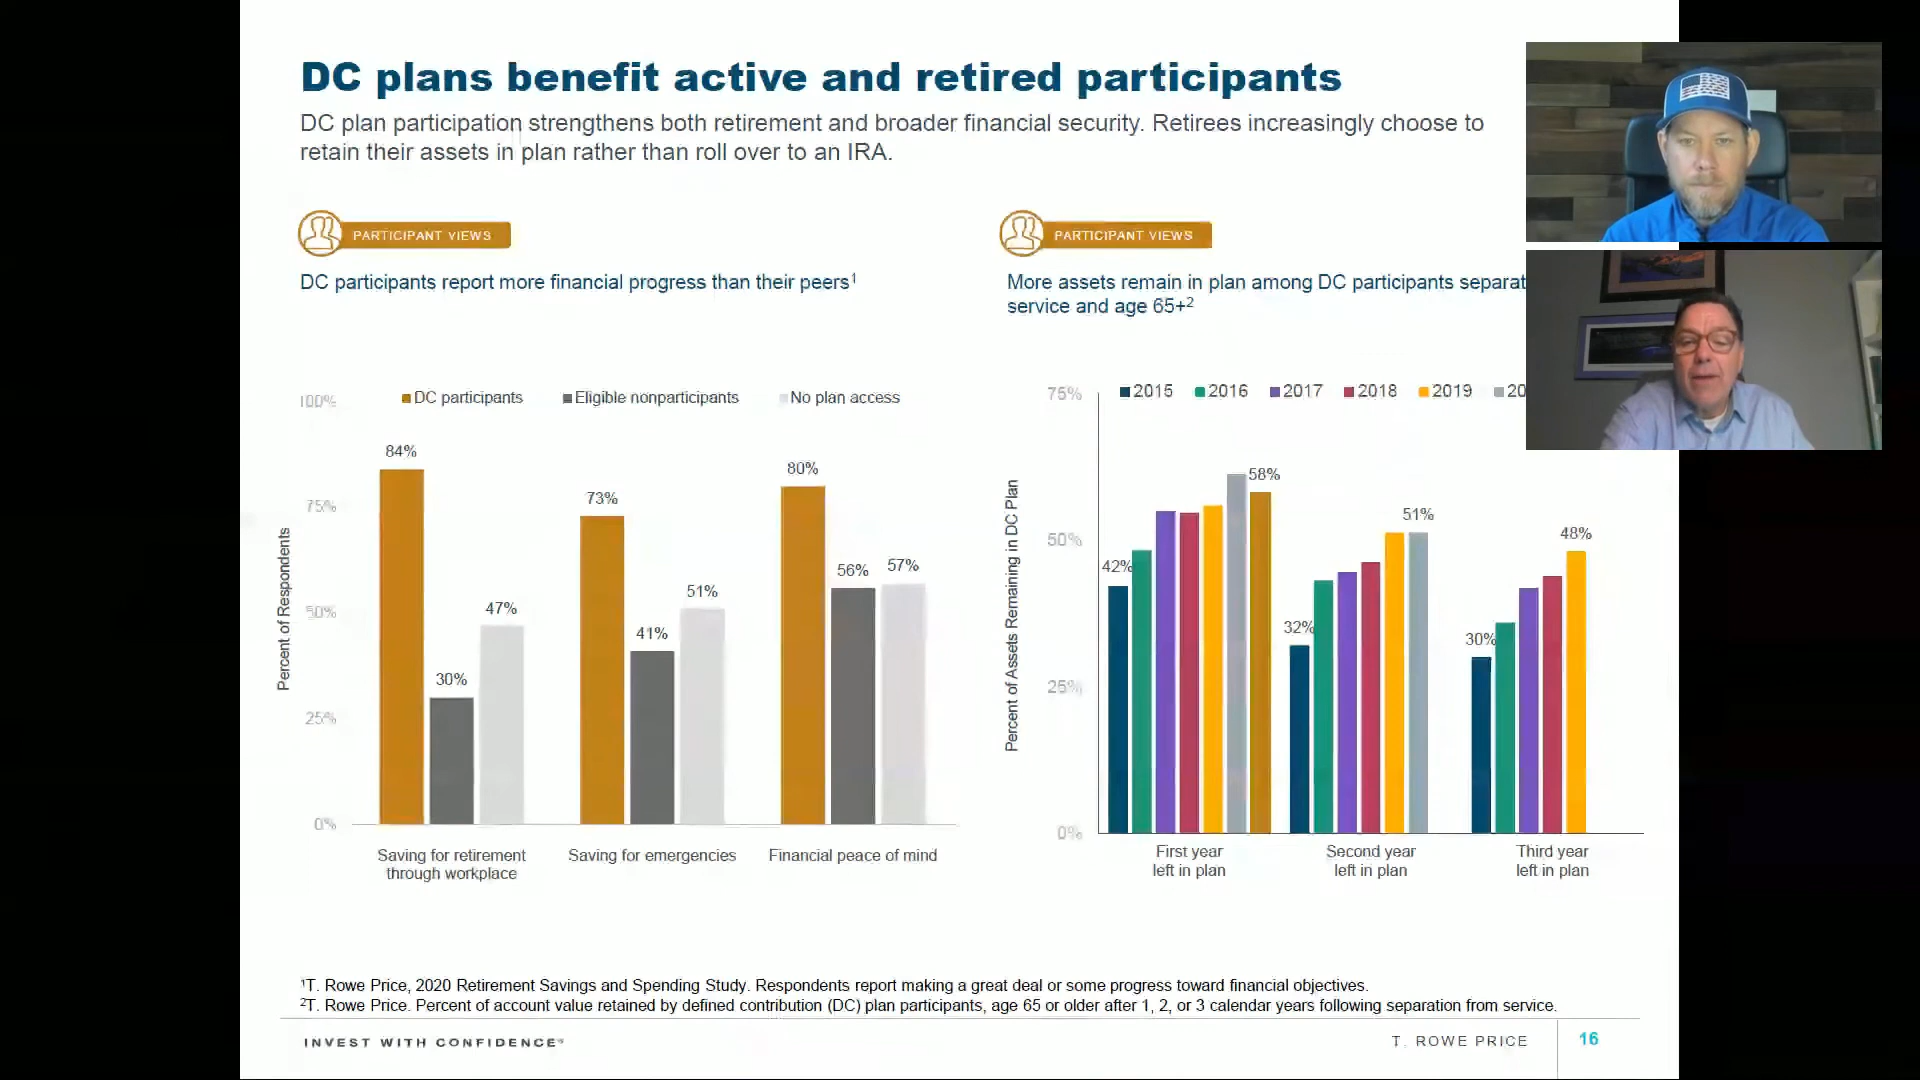 DC plans benefit active and retired participants
DC plan participation strengthens both retirement and broader financial security. Retirees increasingly choose to
retain their assets in plan rather than roll over to an IRA.
PARTICIPANT VIEWS
DC participants report more financial progress than their peers¹
100%
DC participants
Eligible nonparticipants
No plan access
84%
80%
73%
75%
56%
57%
51%
50%
47%
41%
30%
25%
0%
Percent of Respondents
Saving for retirement
through workplace
Saving for emergencies
Financial peace of mind
PARTICIPANT VIEWS
More assets remain in plan among DC participants separat
service and age 65+²
75%
2015
2016
2017
2018
2019
20
58%
51%
50%
48%
42%
32%
30%
25%
0%
Percent of Assets Remaining in DC Plan
First year
left in plan
Second year
left in plan
Third year
left in plan
¹T. Rowe Price, 2020 Retirement Savings and Spending Study. Respondents report making a great deal or some progress toward financial objectives.
²T. Rowe Price. Percent of account value retained by defined contribution (DC) plan participants, age 65 or older after 1, 2, or 3 calendar years following separation from service.
INVEST WITH CONFIDENCE
T. ROWE PRICE
16